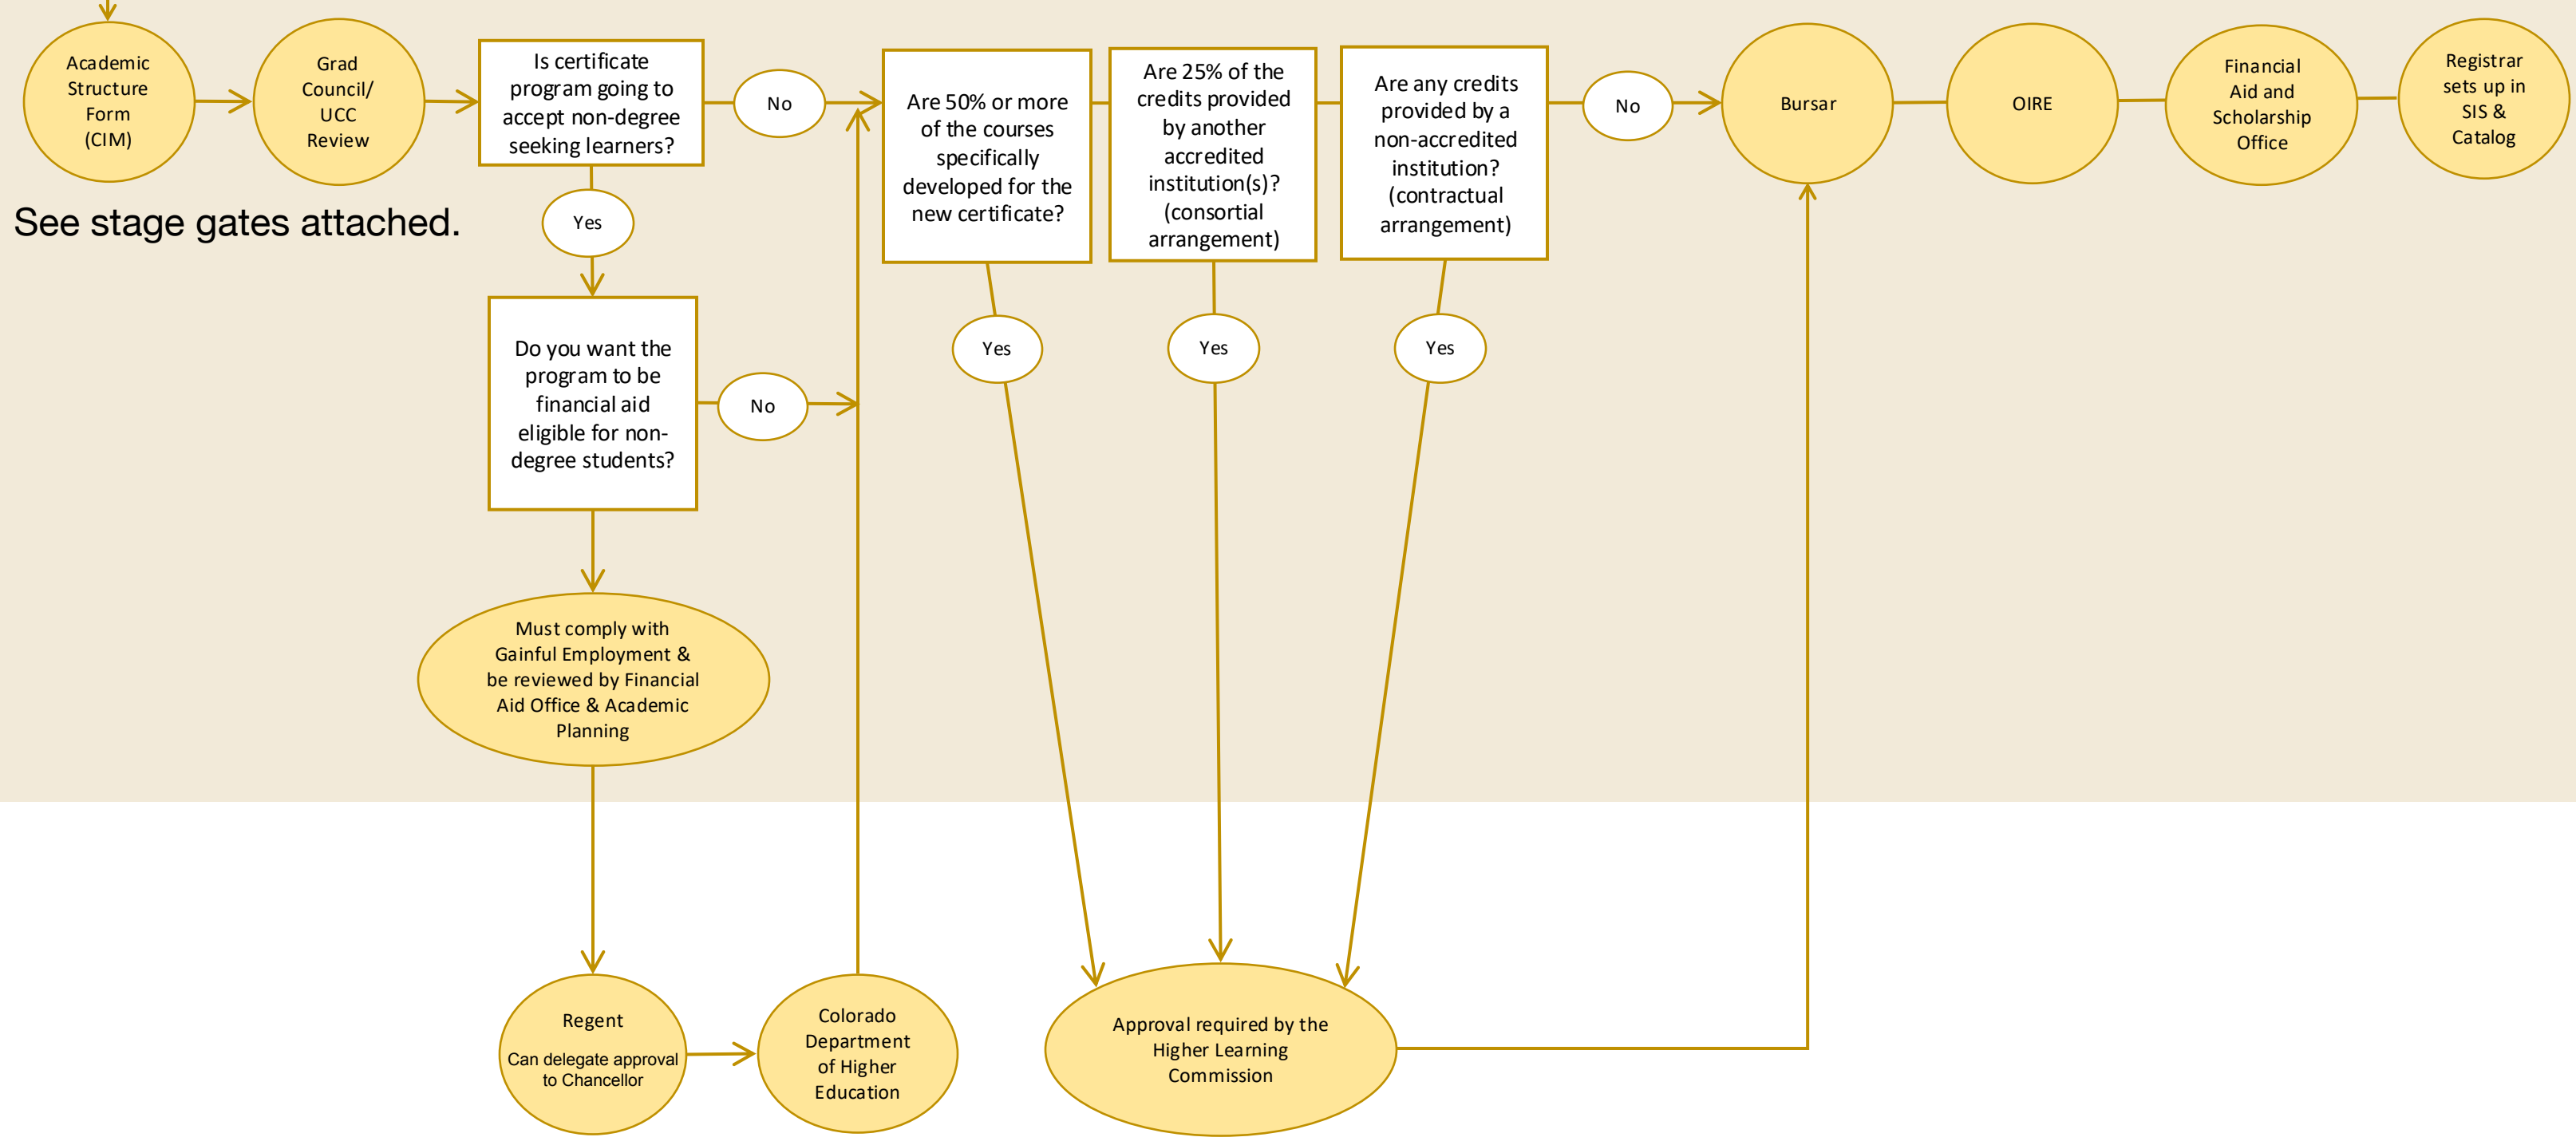 Academic
Structure
Form
(CIM)
Grad
Council/
UCC
Review
Is certificate
program going to
accept non-degree
seeking learners?
No
Are 50% or more
of the courses
specifically
developed for the
new certificate?
Are 25% of the
credits provided
by another
accredited
institution(s)?
(consortial
arrangement)
Are any credits
provided by a
non-accredited
institution?
(contractual
arrangement)
No
Bursar
OIRE
Financial
Aid and
Scholarship
Office
Registrar
sets up in
SIS &
Catalog
See stage gates attached.
Yes
Do you want the
program to be
financial aid
eligible for non-
degree students?
No
Yes
Yes
Yes
Must comply with
Gainful Employment &
be reviewed by Financial
Aid Office & Academic
Planning
Regent
Can delegate approval
to Chancellor
Colorado
Department
of Higher
Education
Approval required by the
Higher Learning
Commission